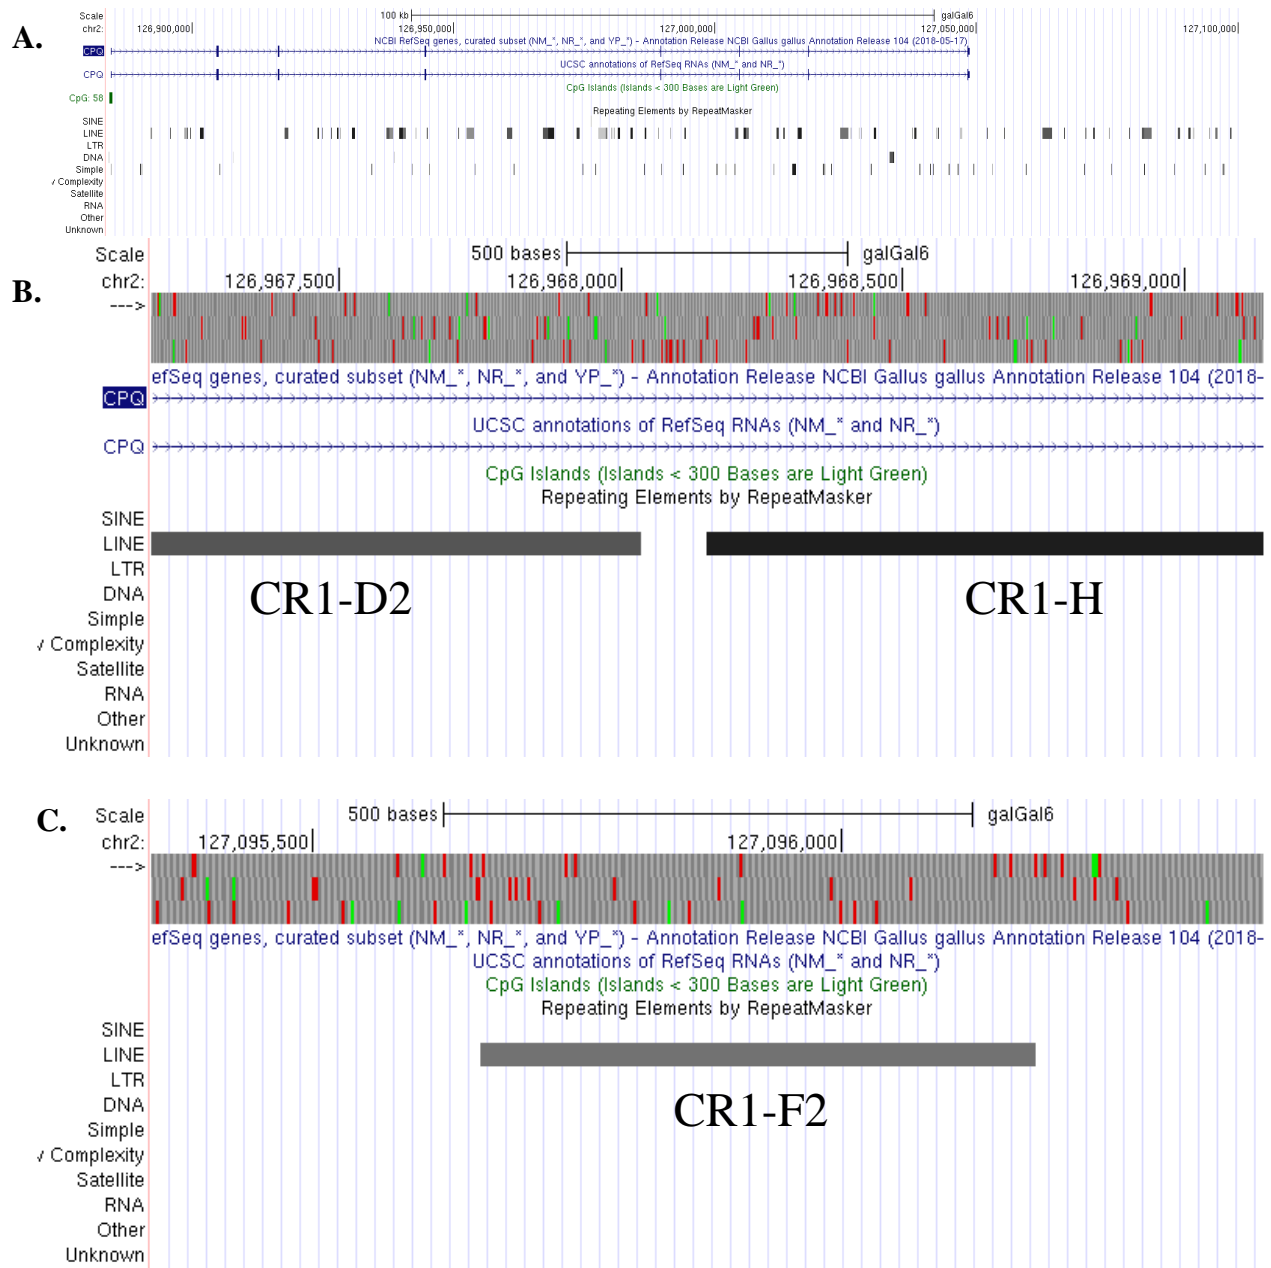 A.
Scale 100 kb galGal6
chr2: 126,900,000 126,950,000 127,000,000 127,050,000 127,100,000
NCBI RefSeq genes, curated subset (NM_*, NR_*, and YP_*) - Annotation Release NCBI Gallus gallus Annotation Release 104 (2018-05-17)
CPQ
UCSC annotations of RefSeq RNAs (NM_* and NR_*)
CPQ
CpG Islands (Islands < 300 Bases are Light Green)
CpG: 58
Repeating Elements by RepeatMasker
SINE
LINE
LTR
DNA
Simple
Complexity
Satellite
RNA
Other
Unknown
B.
Scale 500 bases galGal6
chr2: 126,967,500 126,968,000 126,968,500 126,969,000
--->
efSeq genes, curated subset (NM_*, NR_*, and YP_*) - Annotation Release NCBI Gallus gallus Annotation Release 104 (2018-
CPQ
UCSC annotations of RefSeq RNAs (NM_* and NR_*)
CPQ
CpG Islands (Islands < 300 Bases are Light Green)
Repeating Elements by RepeatMasker
SINE
LINE
LTR
DNA
CR1-D2 CR1-H
Simple
Complexity
Satellite
RNA
Other
Unknown
C.
Scale 500 bases galGal6
chr2: 127,095,500 127,096,000
--->
efSeq genes, curated subset (NM_*, NR_*, and YP_*) - Annotation Release NCBI Gallus gallus Annotation Release 104 (2018-
UCSC annotations of RefSeq RNAs (NM_* and NR_*)
CpG Islands (Islands < 300 Bases are Light Green)
Repeating Elements by RepeatMasker
SINE
LINE
LTR
DNA
CR1-F2
Simple
Complexity
Satellite
RNA
Other
Unknown